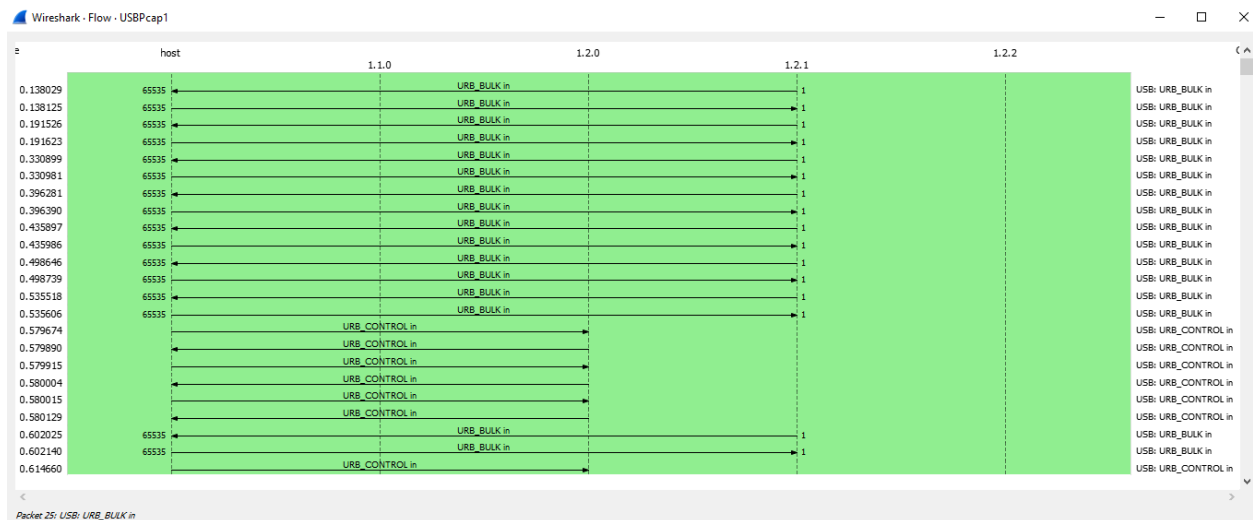 Wireshark · Flow · USBPcap1
host 1.2.0 1.2.2
1.1.0 1.2.1
0.138029 65535 URB_BULK in 1 USB: URB_BULK in
0.138125 65535 URB_BULK in 1 USB: URB_BULK in
0.191526 65535 URB_BULK in 1 USB: URB_BULK in
0.191623 65535 URB_BULK in 1 USB: URB_BULK in
0.330899 65535 URB_BULK in 1 USB: URB_BULK in
0.330981 65535 URB_BULK in 1 USB: URB_BULK in
0.396281 65535 URB_BULK in 1 USB: URB_BULK in
0.396390 65535 URB_BULK in 1 USB: URB_BULK in
0.435897 65535 URB_BULK in 1 USB: URB_BULK in
0.435986 65535 URB_BULK in 1 USB: URB_BULK in
0.498646 65535 URB_BULK in 1 USB: URB_BULK in
0.498739 65535 URB_BULK in 1 USB: URB_BULK in
0.535518 65535 URB_BULK in 1 USB: URB_BULK in
0.535606 65535 URB_BULK in 1 USB: URB_BULK in
0.579674 URB_CONTROL in USB: URB_CONTROL in
0.579890 URB_CONTROL in USB: URB_CONTROL in
0.579915 URB_CONTROL in USB: URB_CONTROL in
0.580004 URB_CONTROL in USB: URB_CONTROL in
0.580015 URB_CONTROL in USB: URB_CONTROL in
0.580129 URB_CONTROL in USB: URB_CONTROL in
0.602025 65535 URB_BULK in 1 USB: URB_BULK in
0.602140 65535 URB_BULK in 1 USB: URB_BULK in
0.614660 URB_CONTROL in USB: URB_CONTROL in
Packet 25: USB: URB_BULK in